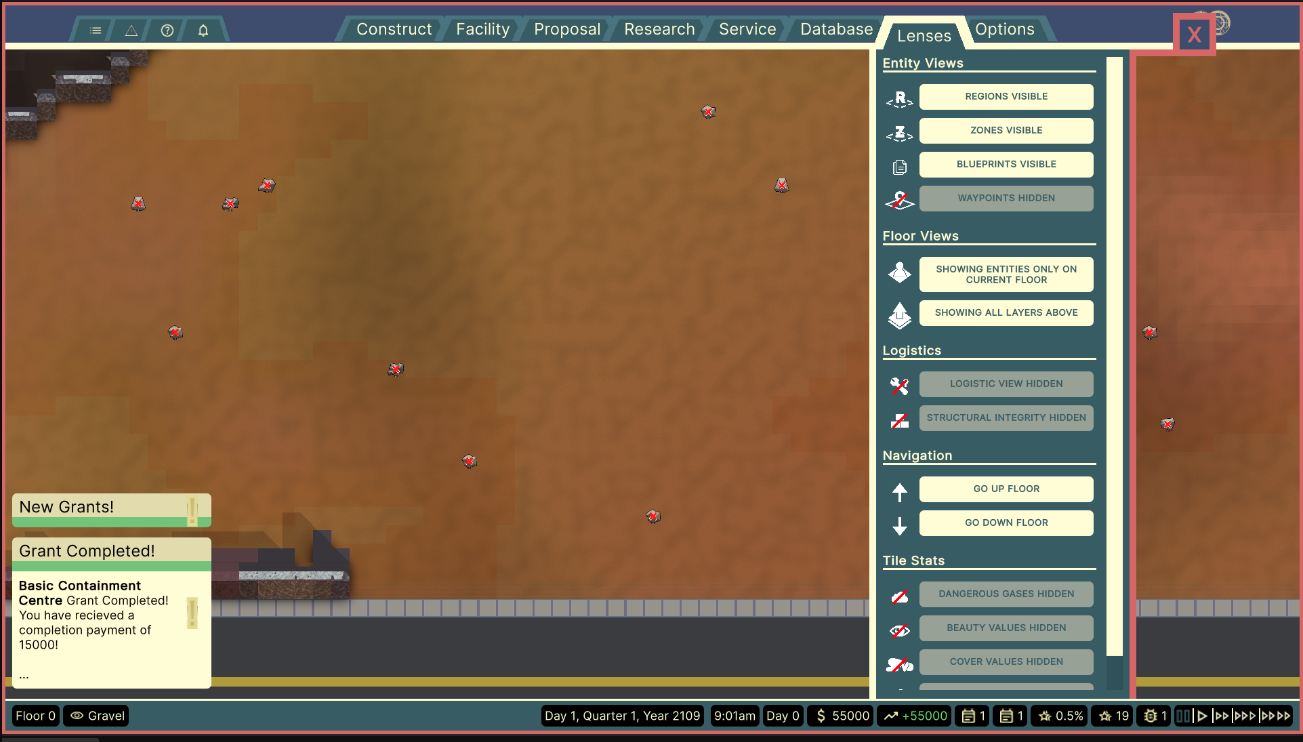 Construct
Facility
Proposal
Research
Service
Database
Lenses
Options
X
Entity Views
R
REGIONS VISIBLE
Z
ZONES VISIBLE
BLUEPRINTS VISIBLE
WAYPOINTS HIDDEN
Floor Views
SHOWING ENTITIES ONLY ON
CURRENT FLOOR
SHOWING ALL LAYERS ABOVE
Logistics
LOGISTIC VIEW HIDDEN
STRUCTURAL INTEGRITY HIDDEN
Navigation
GO UP FLOOR
GO DOWN FLOOR
Tile Stats
DANGEROUS GASES HIDDEN
BEAUTY VALUES HIDDEN
COVER VALUES HIDDEN
New Grants!
Grant Completed!
Basic Containment
Centre Grant Completed!
You have recieved a
completion payment of
15000!
...
Floor 0
Gravel
Day 1, Quarter 1, Year 2109
9:01am
Day 0
$ 55000
+55000
1
1
0.5%
19
1